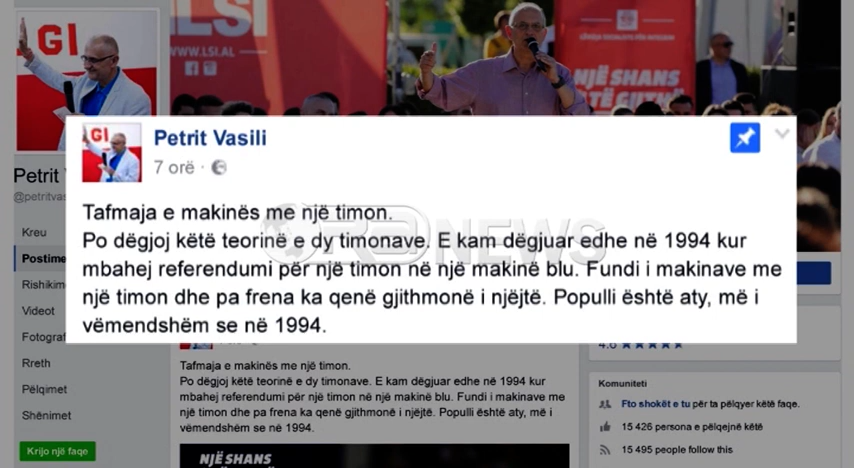 GI
LSI
LSI.AL
NJË SHANS
Petrit Vasili
7 orë
Tafmaja e makinës me një timon.
Po dëgjoj këtë teorinë e dy timonave. E kam dëgjuar edhe në 1994 kur
mbahej referendumi për një timon në një makinë blu. Fundi i makinave me
një timon dhe pa frena ka qenë gjithmonë i njëjtë. Populli është aty, më i
vëmendshëm se në 1994.
ORA NEWS
Petrit
@petritvas
Kreu
Postime
Rishikime
Videot
Fotograf
Rreth
Pëlqimet
Shënimet
Krijo një faqe
Tafmaja e makinës me një timon.
Po dëgjoj këtë teorinë e dy timonave. E kam dëgjuar edhe në 1994 kur
mbahej referendumi për një timon në një makinë blu. Fundi i makinave me
një timon dhe pa frena ka qenë gjithmonë i njëjtë. Populli është aty, më i
vëmendshëm se në 1994.
NJË SHANS
4.6
Komuniteti
Fto shokët e tu për ta pëlqyer këtë faqe.
15 426 persona e pëlqejnë këtë
15 495 people follow this